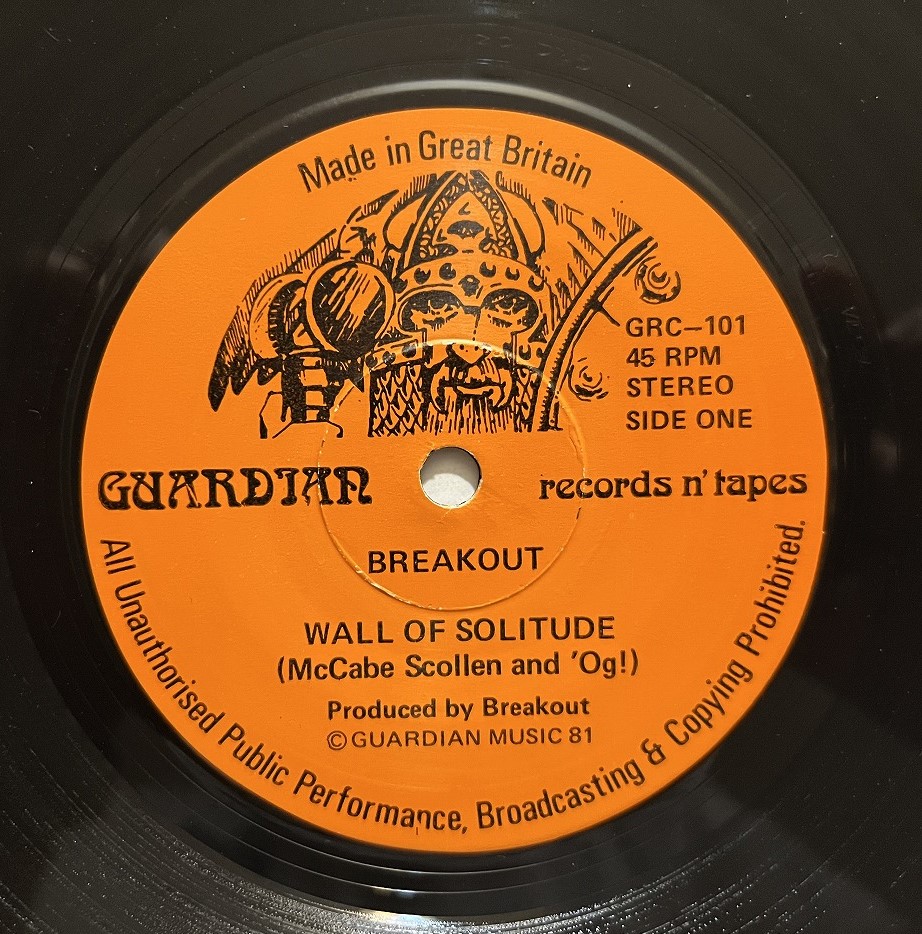 Made in Great Britain
GRC–101
45 RPM
STEREO
SIDE ONE
GUARDIAN records n' tapes
BREAKOUT
WALL OF SOLITUDE
(McCabe Scollen and 'Og!)
Produced by Breakout
© GUARDIAN MUSIC 81
All Unauthorised Public Performance, Broadcasting & Copying Prohibited.